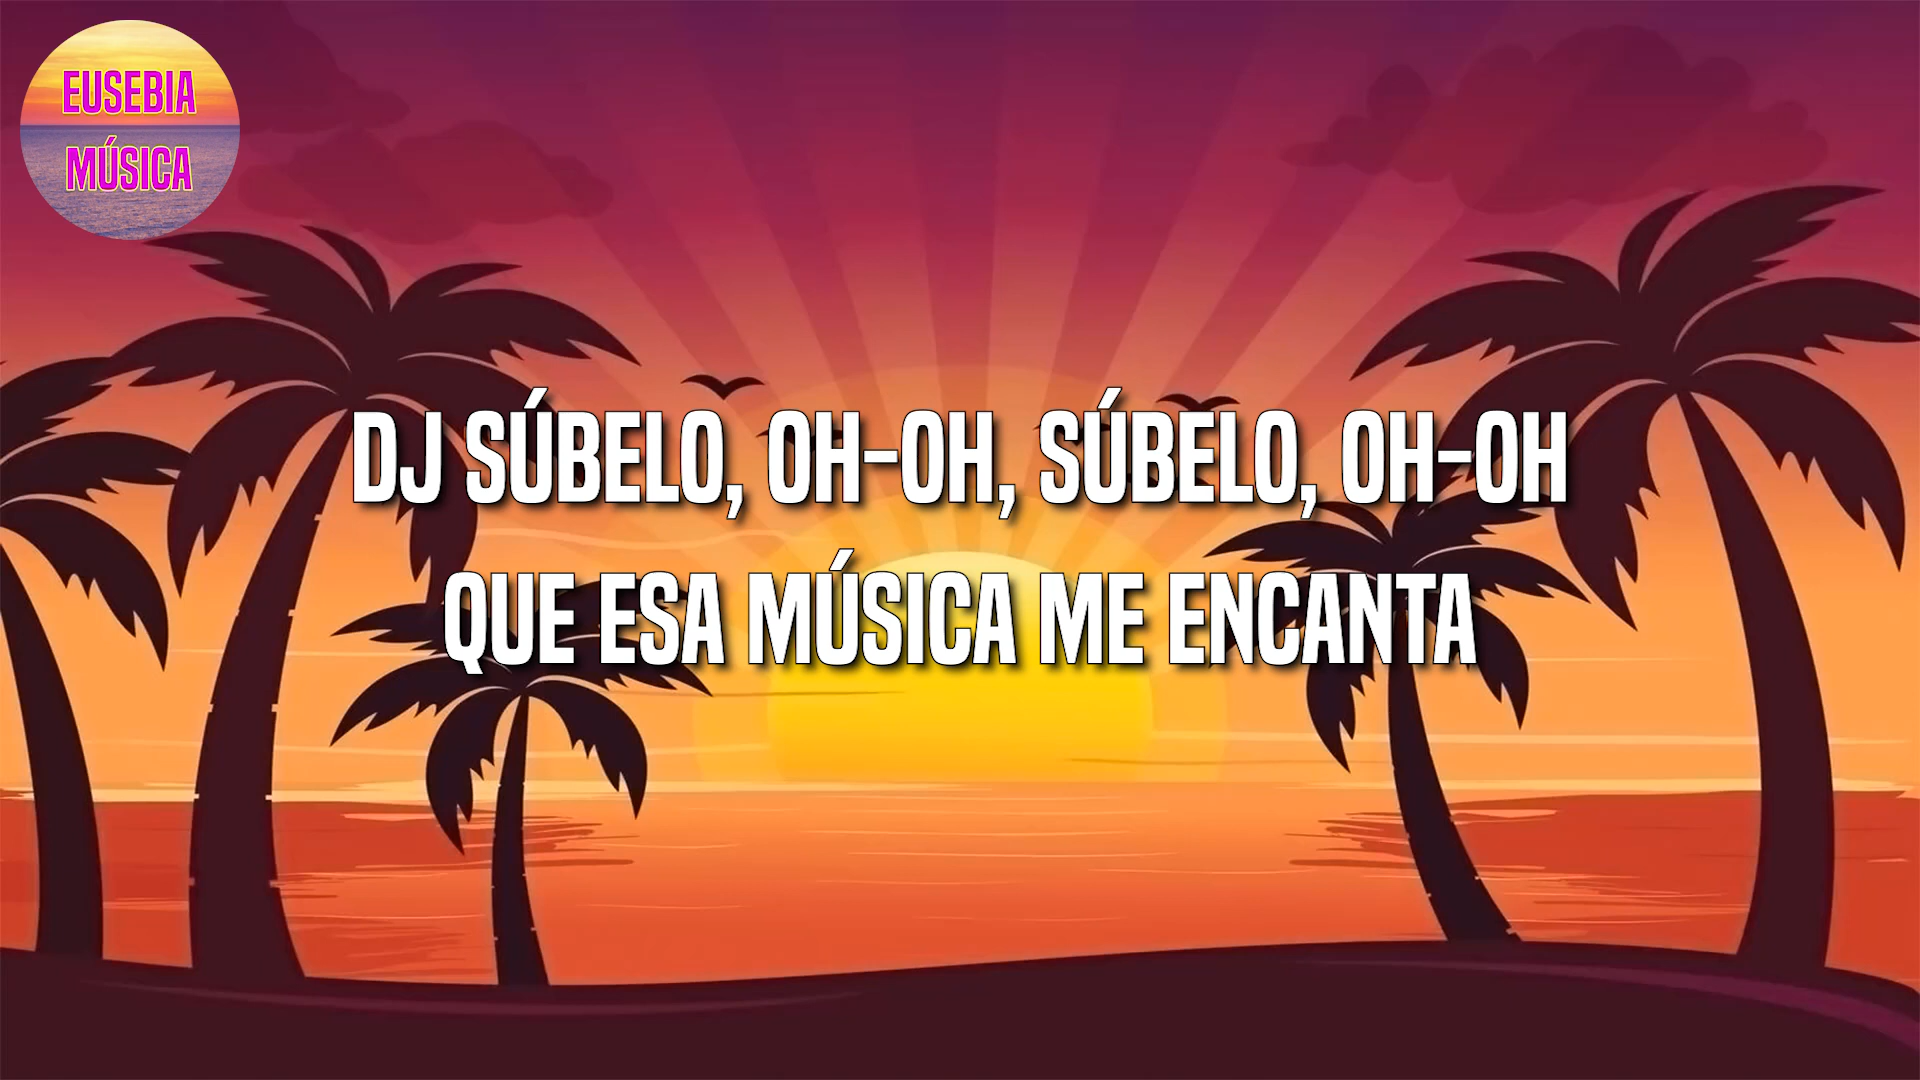 EUSEBIA
MÚSICA
DJ SÚBELO, OH-OH, SÚBELO, OH-OH
QUE ESA MÚSICA ME ENCANTA